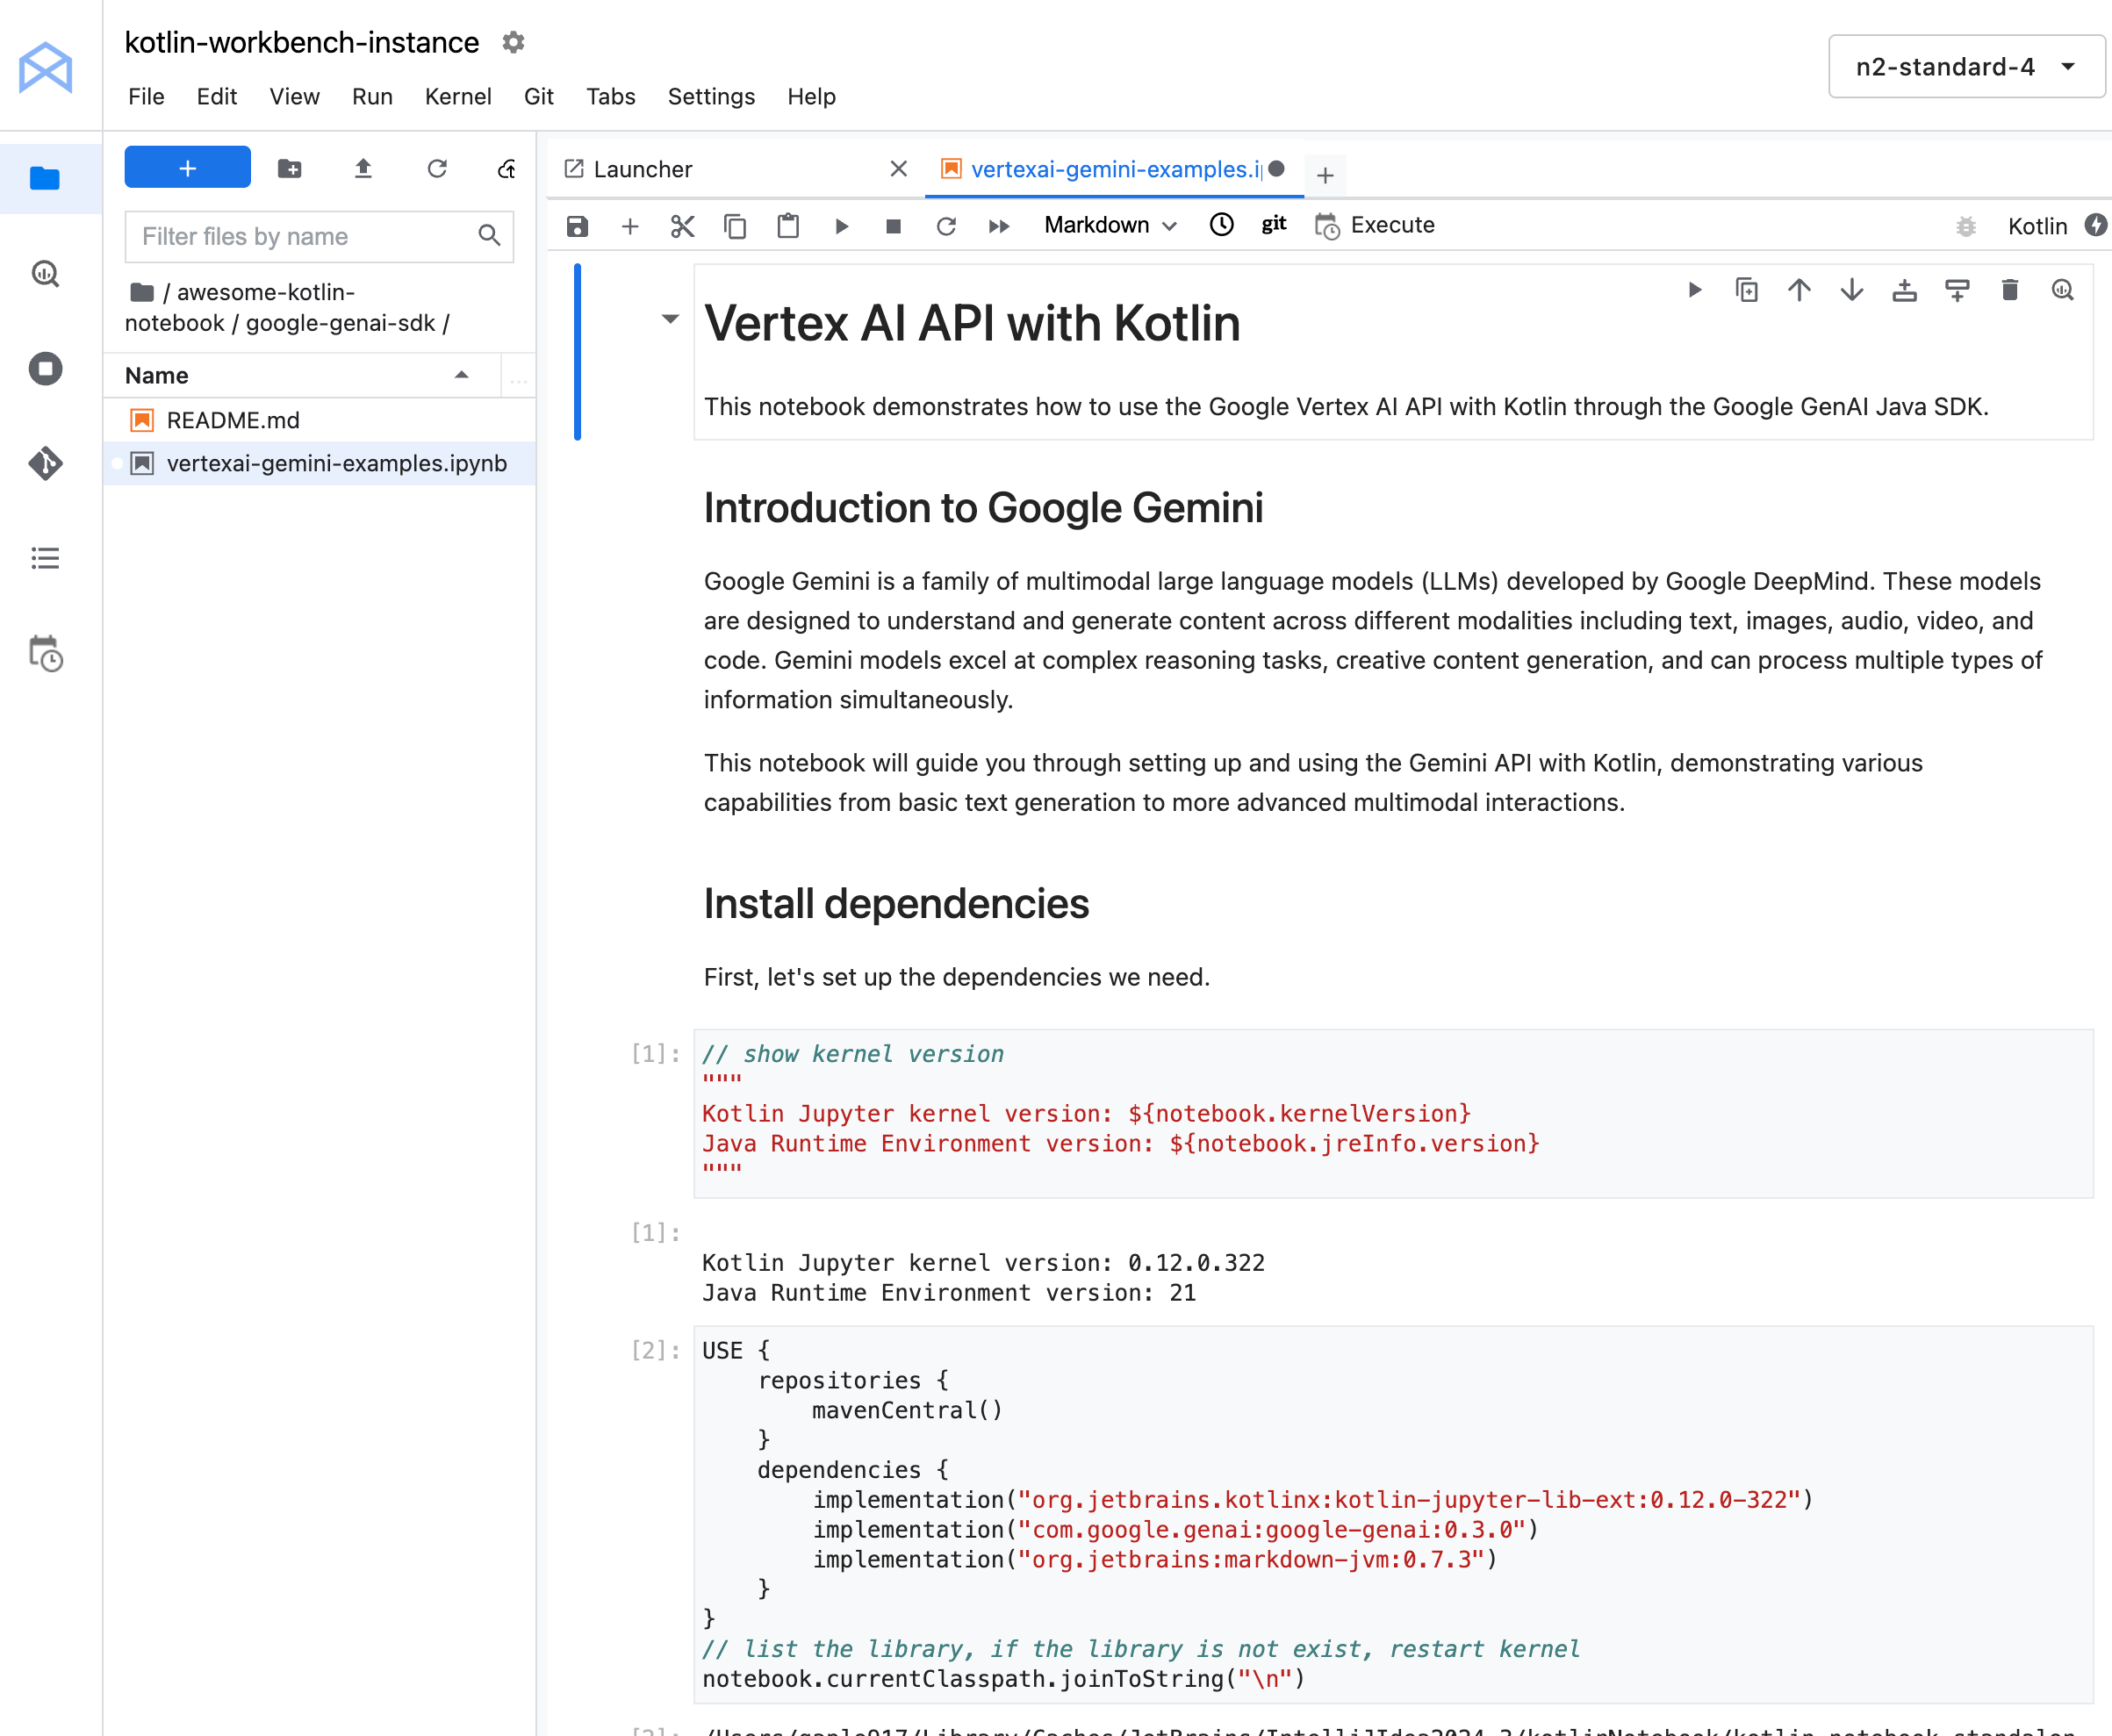 kotlin-workbench-instance
File Edit View Run Kernel Git Tabs Settings Help
n2-standard-4
Filter files by name
/ awesome-kotlin-
notebook / google-genai-sdk /
Name
...
README.md
vertexai-gemini-examples.ipynb
Launcher
vertexai-gemini-examples.i
Markdown
git
Execute
Kotlin
Vertex AI API with Kotlin
This notebook demonstrates how to use the Google Vertex AI API with Kotlin through the Google GenAI Java SDK.
Introduction to Google Gemini
Google Gemini is a family of multimodal large language models (LLMs) developed by Google DeepMind. These models
are designed to understand and generate content across different modalities including text, images, audio, video, and
code. Gemini models excel at complex reasoning tasks, creative content generation, and can process multiple types of
information simultaneously.
This notebook will guide you through setting up and using the Gemini API with Kotlin, demonstrating various
capabilities from basic text generation to more advanced multimodal interactions.
Install dependencies
First, let's set up the dependencies we need.
[1]: // show kernel version
"""
Kotlin Jupyter kernel version: ${notebook.kernelVersion}
Java Runtime Environment version: ${notebook.jreInfo.version}
"""
[1]:
Kotlin Jupyter kernel version: 0.12.0.322
Java Runtime Environment version: 21
[2]: USE {
    repositories {
        mavenCentral()
    }
    dependencies {
        implementation("org.jetbrains.kotlinx:kotlin-jupyter-lib-ext:0.12.0-322")
        implementation("com.google.genai:google-genai:0.3.0")
        implementation("org.jetbrains:markdown-jvm:0.7.3")
    }
}
// list the library, if the library is not exist, restart kernel
notebook.currentClasspath.joinToString("\n")